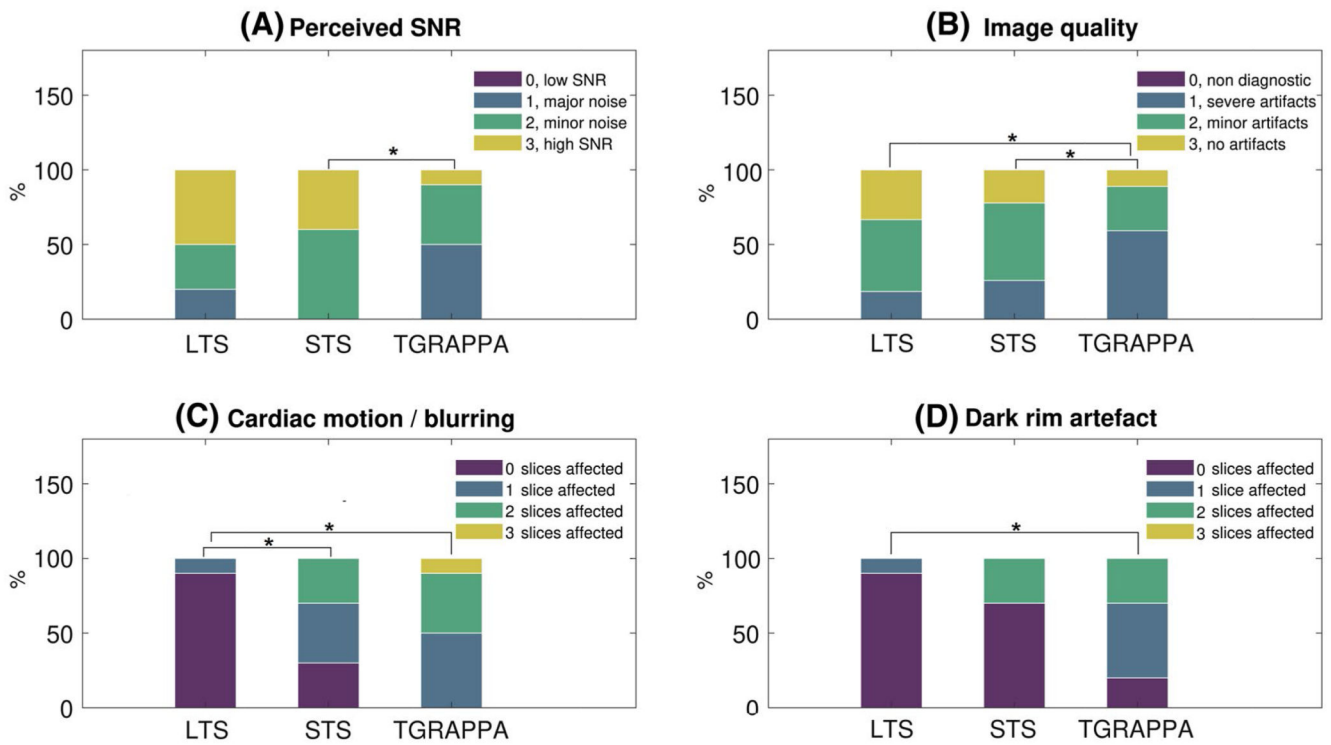 (A) Perceived SNR
150
100
50
0
%
0, low SNR
1, major noise
2, minor noise
3, high SNR
*
LTS STS TGRAPPA
(B) Image quality
150
100
50
0
%
0, non diagnostic
1, severe artifacts
2, minor artifacts
3, no artifacts
*
*
LTS STS TGRAPPA
(C) Cardiac motion / blurring
150
100
50
0
%
0 slices affected
1 slice affected
2 slices affected
3 slices affected
*
*
LTS STS TGRAPPA
(D) Dark rim artefact
150
100
50
0
%
0 slices affected
1 slice affected
2 slices affected
3 slices affected
*
LTS STS TGRAPPA